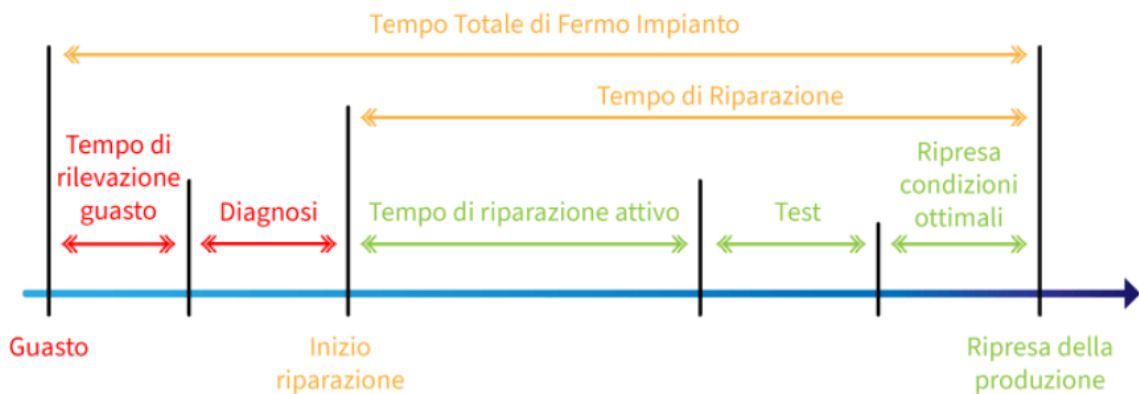 Tempo Totale di Fermo Impianto
Tempo di Riparazione
Tempo di
rilevazione
guasto
Diagnosi
Tempo di riparazione attivo
Test
Ripresa
condizioni
ottimali
Guasto
Inizio
riparazione
Ripresa della
produzione